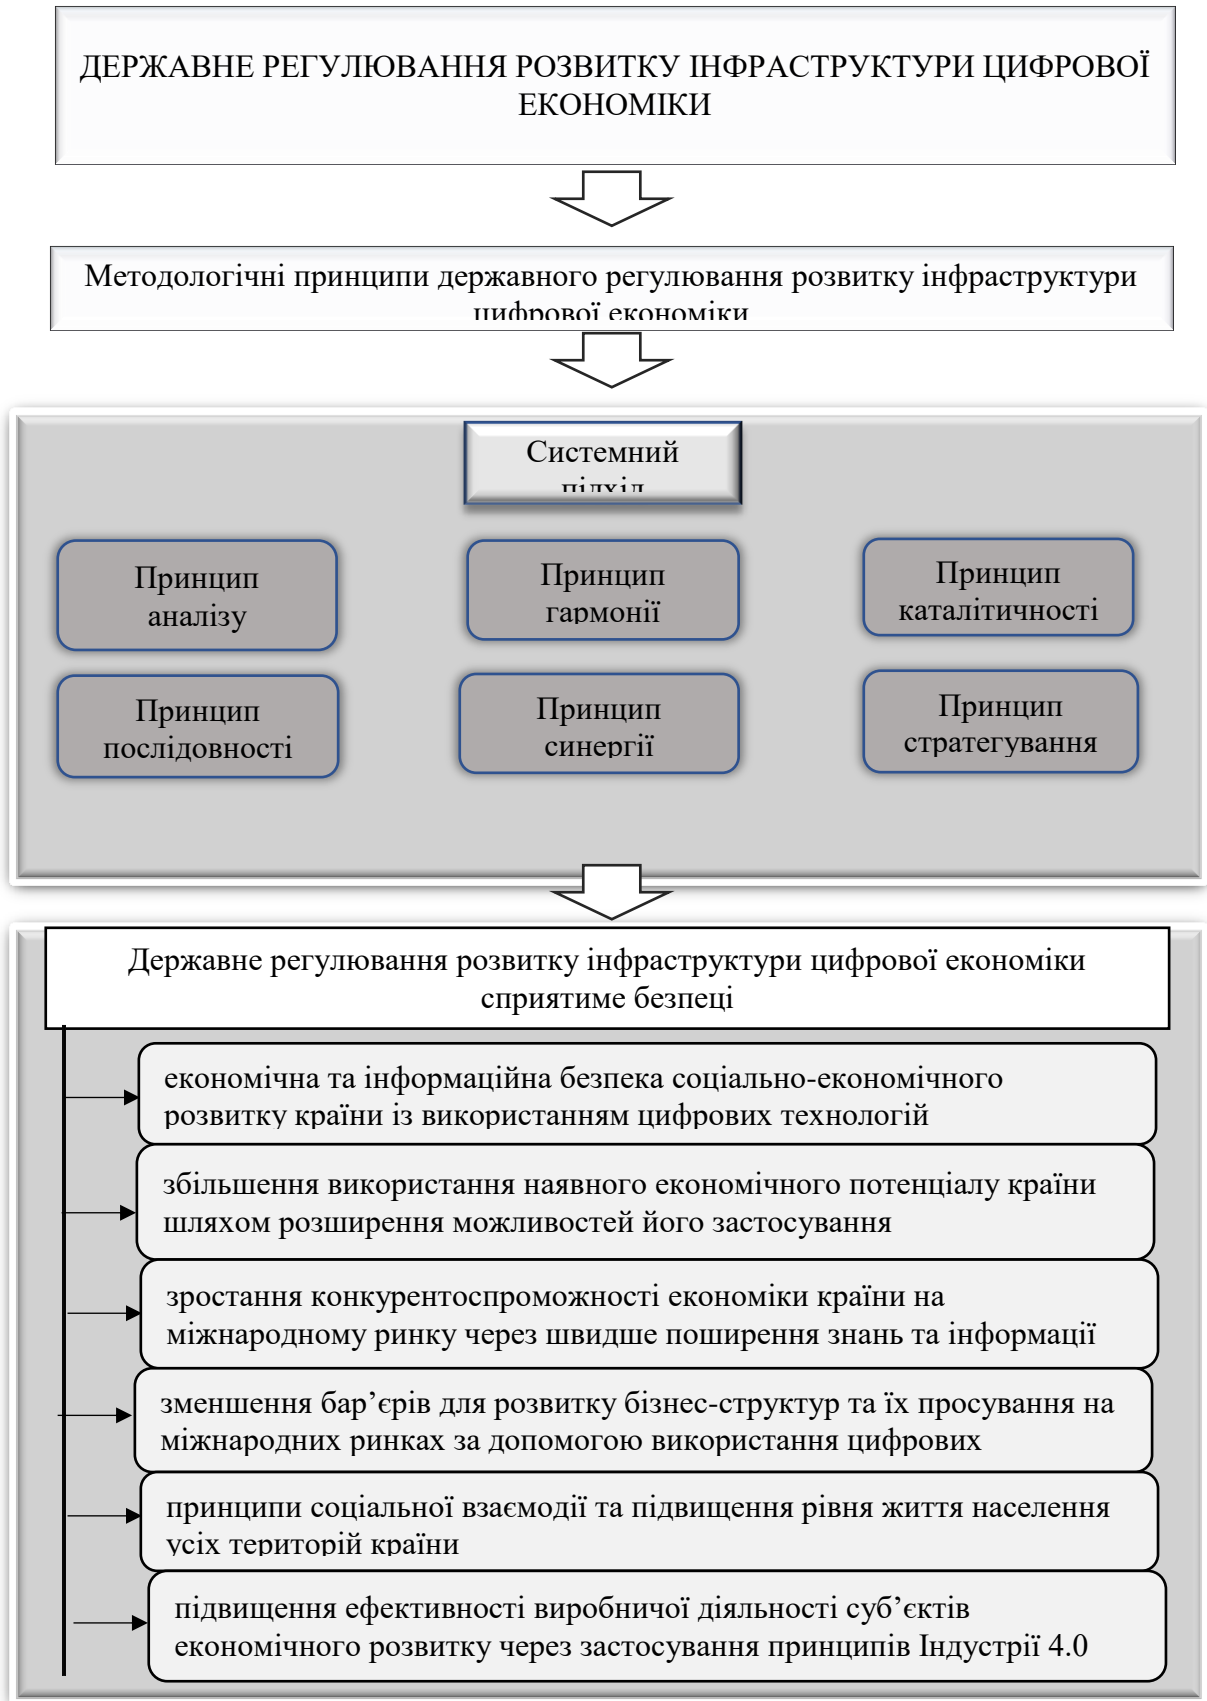 ДЕРЖАВНЕ РЕГУЛЮВАННЯ РОЗВИТКУ ІНФРАСТРУКТУРИ ЦИФРОВОЇ
ЕКОНОМІКИ
Методологічні принципи державного регулювання розвитку інфраструктури
цифрової економіки
Системний
підхід
Принцип
аналізу
Принцип
гармонії
Принцип
каталітичності
Принцип
послідовності
Принцип
синергії
Принцип
стратегування
Державне регулювання розвитку інфраструктури цифрової економіки
сприятиме безпеці
економічна та інформаційна безпека соціально-економічного
розвитку країни із використанням цифрових технологій
збільшення використання наявного економічного потенціалу країни
шляхом розширення можливостей його застосування
зростання конкурентоспроможності економіки країни на
міжнародному ринку через швидше поширення знань та інформації
зменшення бар’єрів для розвитку бізнес-структур та їх просування на
міжнародних ринках за допомогою використання цифрових
принципи соціальної взаємодії та підвищення рівня життя населення
усіх територій країни
підвищення ефективності виробничої діяльності суб’єктів
економічного розвитку через застосування принципів Індустрії 4.0